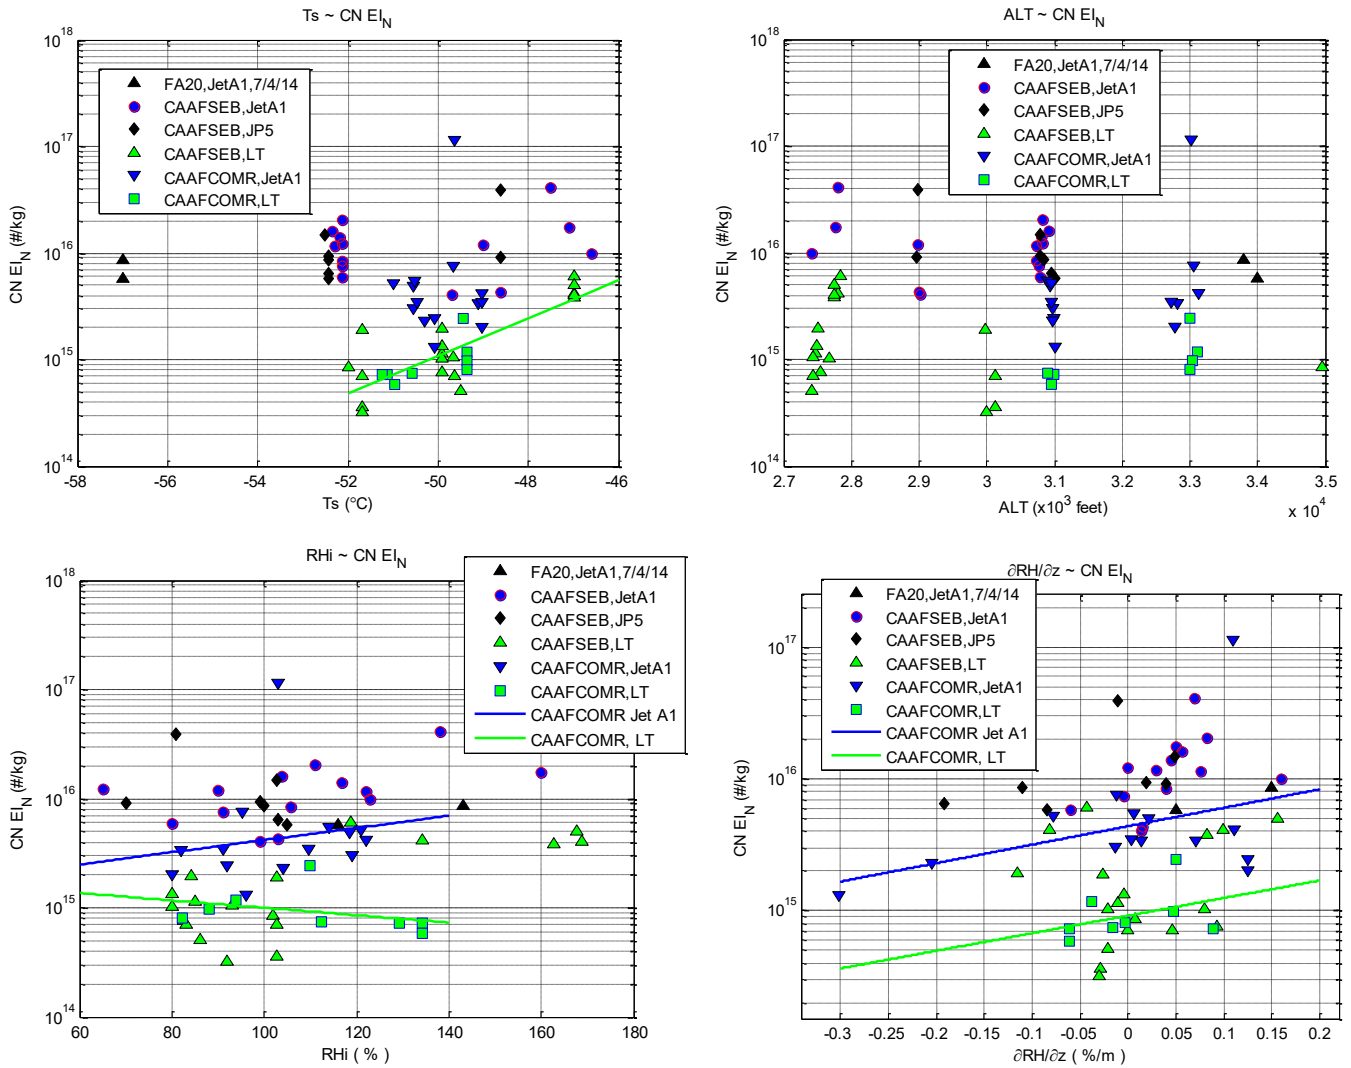 Ts ~ CN EI_N
10^18
10^17
10^16
10^15
10^14
CN EI_N (#/kg)
FA20,JetA1,7/4/14
CAAFSEB,JetA1
CAAFSEB,JP5
CAAFSEB,LT
CAAFCOMR,JetA1
CAAFCOMR,LT
-58 -56 -54 -52 -50 -48 -46
Ts (°C)
ALT ~ CN EI_N
10^18
10^17
10^16
10^15
10^14
CN EI_N (#/kg)
FA20,JetA1,7/4/14
CAAFSEB,JetA1
CAAFSEB,JP5
CAAFSEB,LT
CAAFCOMR,JetA1
CAAFCOMR,LT
2.7 2.8 2.9 3 3.1 3.2 3.3 3.4 3.5
ALT (x10^3 feet)
x 10^4
RHi ~ CN EI_N
10^18
10^17
10^16
10^15
10^14
CN EI_N (#/kg)
FA20,JetA1,7/4/14
CAAFSEB,JetA1
CAAFSEB,JP5
CAAFSEB,LT
CAAFCOMR,JetA1
CAAFCOMR,LT
CAAFCOMR Jet A1
CAAFCOMR, LT
60 80 100 120 140 160 180
RHi ( % )
∂RH/∂z ~ CN EI_N
10^17
10^16
10^15
CN EI_N (#/kg)
FA20,JetA1,7/4/14
CAAFSEB,JetA1
CAAFSEB,JP5
CAAFSEB,LT
CAAFCOMR,JetA1
CAAFCOMR,LT
CAAFCOMR Jet A1
CAAFCOMR, LT
-0.3 -0.25 -0.2 -0.15 -0.1 -0.05 0 0.05 0.1 0.15 0.2
∂RH/∂z ( %/m )